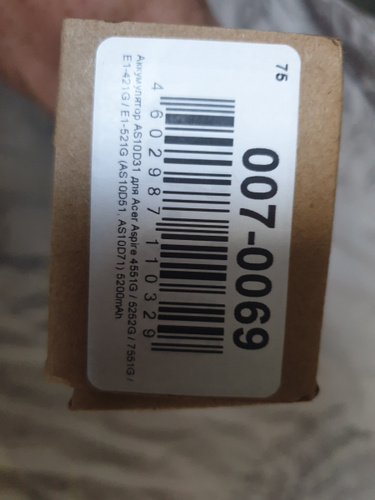 75
007-0069
4 602987 110329
Аккумулятор AS10D31 для Acer Aspire 4551G / 5252G / 7551G /
E1-421G / E1-521G (AS10D51, AS10D71) 5200mAh